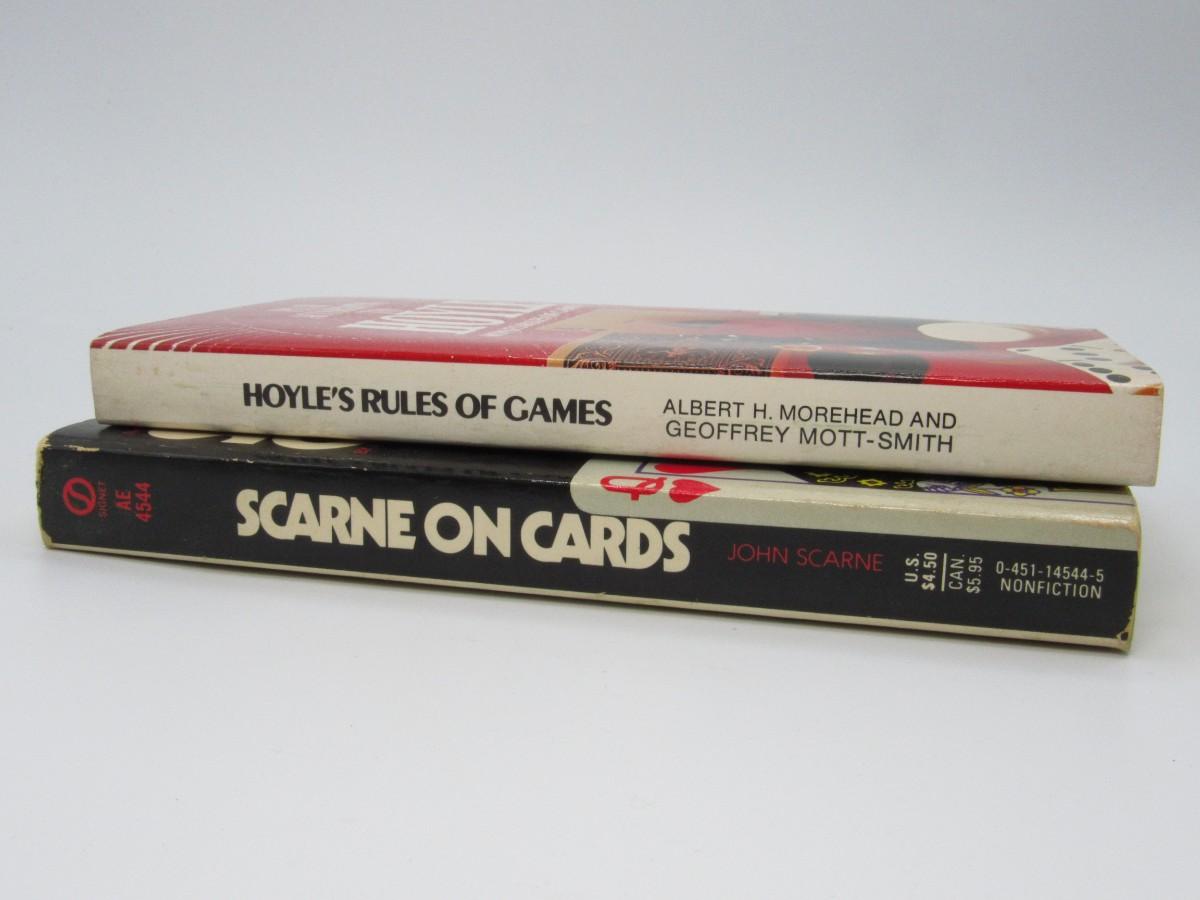 HOYLE
HOYLE'S RULES OF GAMES
ALBERT H. MOREHEAD AND
GEOFFREY MOTT-SMITH
SIGNET
AE
4544
Q
SCARNE ON CARDS
JOHN SCARNE
U.S.
$4.50
CAN.
$5.95
0-451-14544-5
NONFICTION